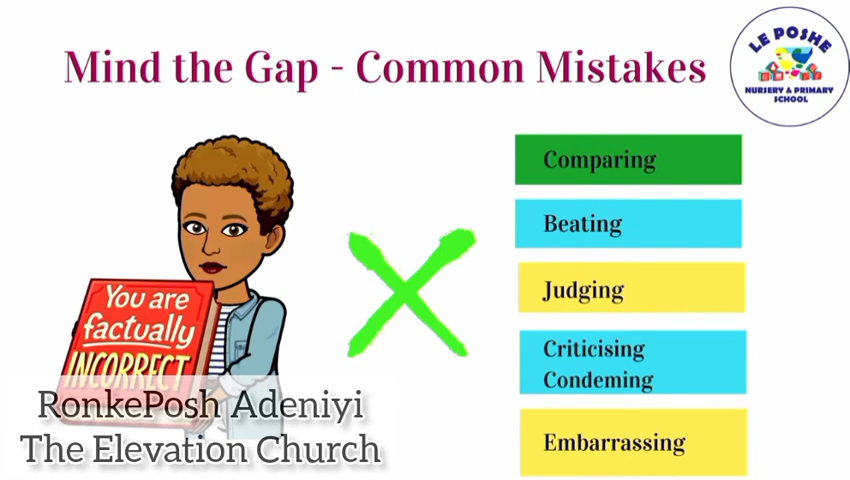 Mind the Gap - Common Mistakes
LE POSHE
NURSERY & PRIMARY
SCHOOL
Comparing
Beating
Judging
Criticising
Condeming
Embarrassing
You are
factually
INCORRECT
RonkePosh Adeniyi
The Elevation Church